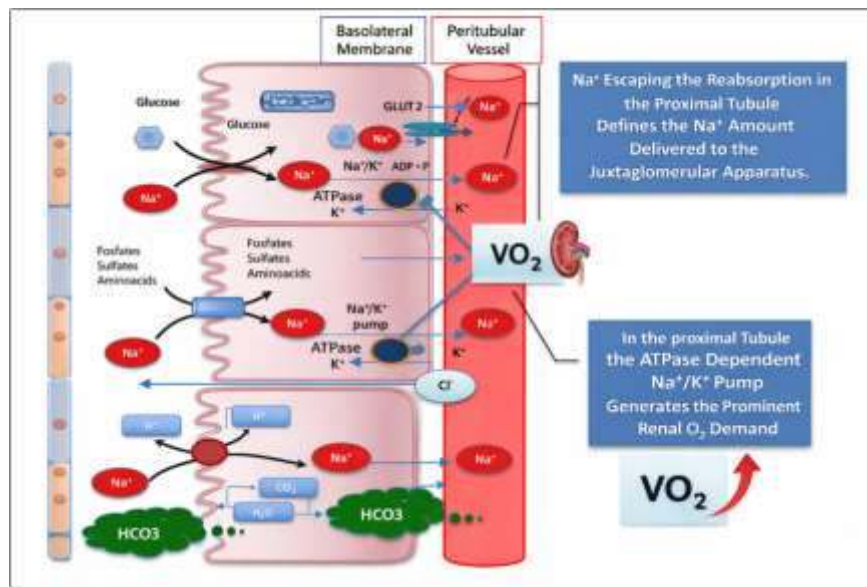 Basolateral
Membrane
Peritubular
Vessel
Na⁺ Escaping the Reabsorption in
the Proximal Tubule
Defines the Na⁺ Amount
Delivered to the
Juxtaglomerular Apparatus.
Glucose
Glucose
GLUT 2
Na⁺
Na⁺
Na⁺
Na⁺
Na⁺/K⁺
ADP + P
Na⁺
ATPase
K⁺
K⁺
VO₂
Fosfates
Sulfates
Aminoacids
Fosfates
Sulfates
Aminoacids
Na⁺
Na⁺
Na⁺/K⁺
pump
Na⁺
ATPase
K⁺
K⁺
In the proximal Tubule
the ATPase Dependent
Na⁺/K⁺ Pump
Generates the Prominent
Renal O₂ Demand
Cl⁻
H⁺
H⁺
Na⁺
Na⁺
Na⁺
CO₂
H₂O
HCO3
HCO3
VO₂